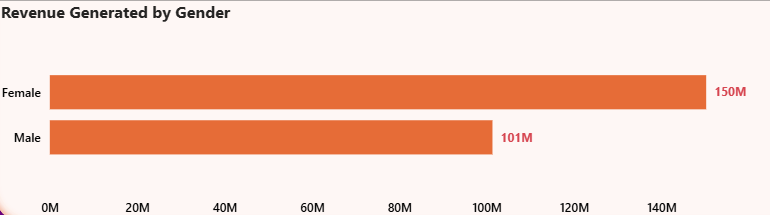 Revenue Generated by Gender
Female 150M
Male 101M
0M 20M 40M 60M 80M 100M 120M 140M